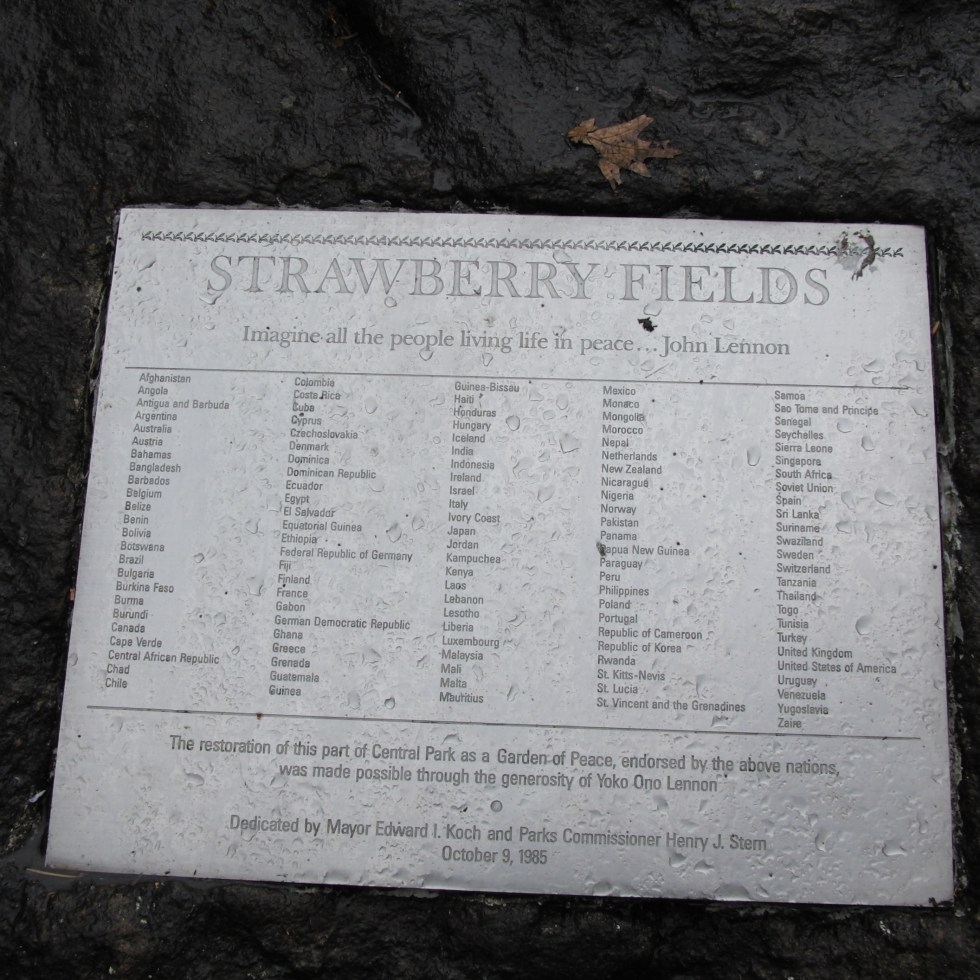 STRAWBERRY FIELDS
Imagine all the people living life in peace...John Lennon
Afghanistan
Angola
Antigua and Barbuda
Argentina
Australia
Austria
Bahamas
Bangladesh
Barbados
Belgium
Belize
Benin
Bolivia
Botswana
Brazil
Bulgaria
Burkina Faso
Burma
Burundi
Canada
Cape Verde
Central African Republic
Chad
Chile
Colombia
Costa Rica
Cuba
Cyprus
Czechoslovakia
Denmark
Dominica
Dominican Republic
Ecuador
Egypt
El Salvador
Equatorial Guinea
Ethiopia
Federal Republic of Germany
Fiji
Finland
France
Gabon
German Democratic Republic
Ghana
Greece
Grenada
Guatemala
Guinea
Guinea-Bissau
Haiti
Honduras
Hungary
Iceland
India
Indonesia
Ireland
Israel
Italy
Ivory Coast
Japan
Jordan
Kampuchea
Kenya
Laos
Lebanon
Lesotho
Liberia
Luxembourg
Malaysia
Mali
Malta
Mauritius
Mexico
Monaco
Mongolia
Morocco
Nepal
Netherlands
New Zealand
Nicaragua
Nigeria
Norway
Pakistan
Panama
Papua New Guinea
Paraguay
Peru
Philippines
Poland
Portugal
Republic of Cameroon
Republic of Korea
Rwanda
St. Kitts-Nevis
St. Lucia
St. Vincent and the Grenadines
Samoa
Sao Tome and Principe
Senegal
Seychelles
Sierra Leone
Singapore
South Africa
Soviet Union
Spain
Sri Lanka
Suriname
Swaziland
Sweden
Switzerland
Tanzania
Thailand
Togo
Tunisia
Turkey
United Kingdom
United States of America
Uruguay
Venezuela
Yugoslavia
Zaire
The restoration of this part of Central Park as a Garden of Peace, endorsed by the above nations,
was made possible through the generosity of Yoko Ono Lennon
Dedicated by Mayor Edward I. Koch and Parks Commissioner Henry J. Stern
October 9, 1985